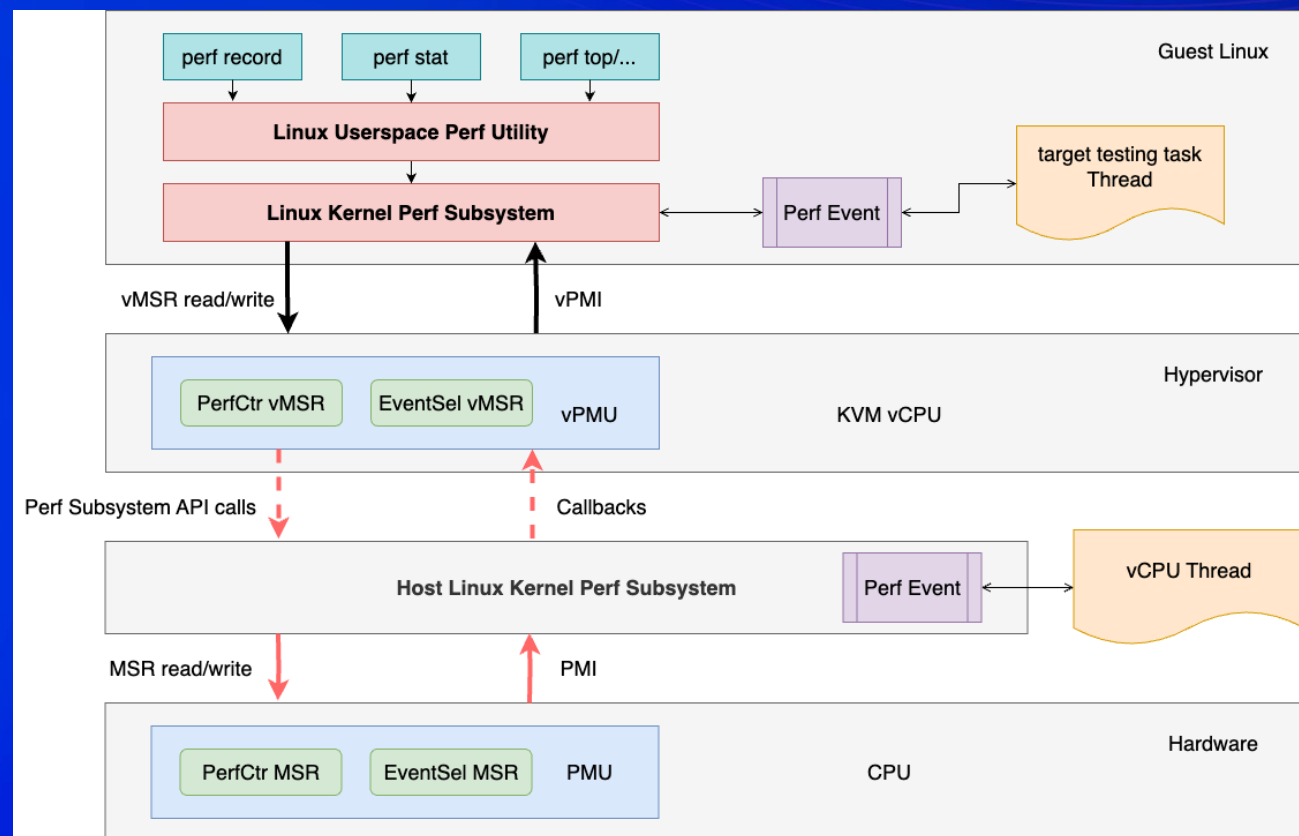 perf record
perf stat
perf top/...
Guest Linux
Linux Userspace Perf Utility
target testing task
Thread
Linux Kernel Perf Subsystem
Perf Event
vMSR read/write
vPMI
Hypervisor
PerfCtr vMSR
EventSel vMSR
vPMU
KVM vCPU
Perf Subsystem API calls
Callbacks
Host Linux Kernel Perf Subsystem
Perf Event
vCPU Thread
MSR read/write
PMI
Hardware
PerfCtr MSR
EventSel MSR
PMU
CPU